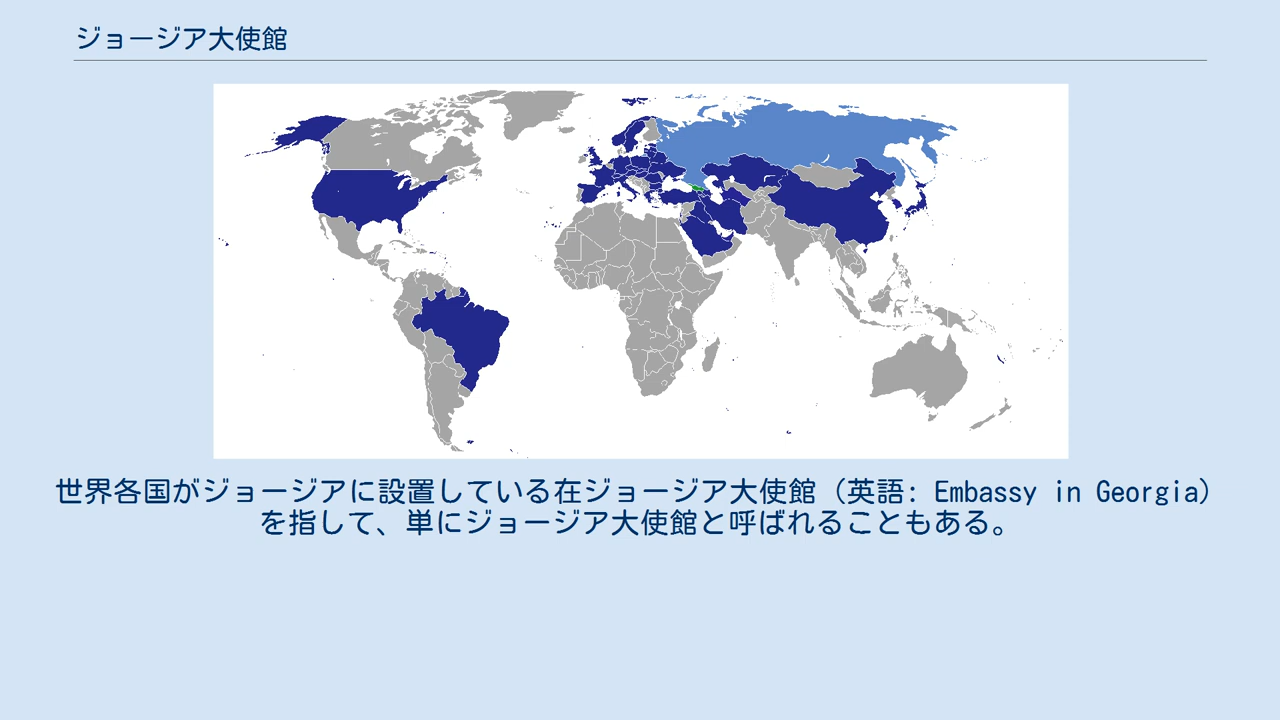 ジョージア大使館
世界各国がジョージアに設置している在ジョージア大使館（英語: Embassy in Georgia）
を指して、単にジョージア大使館と呼ばれることもある。